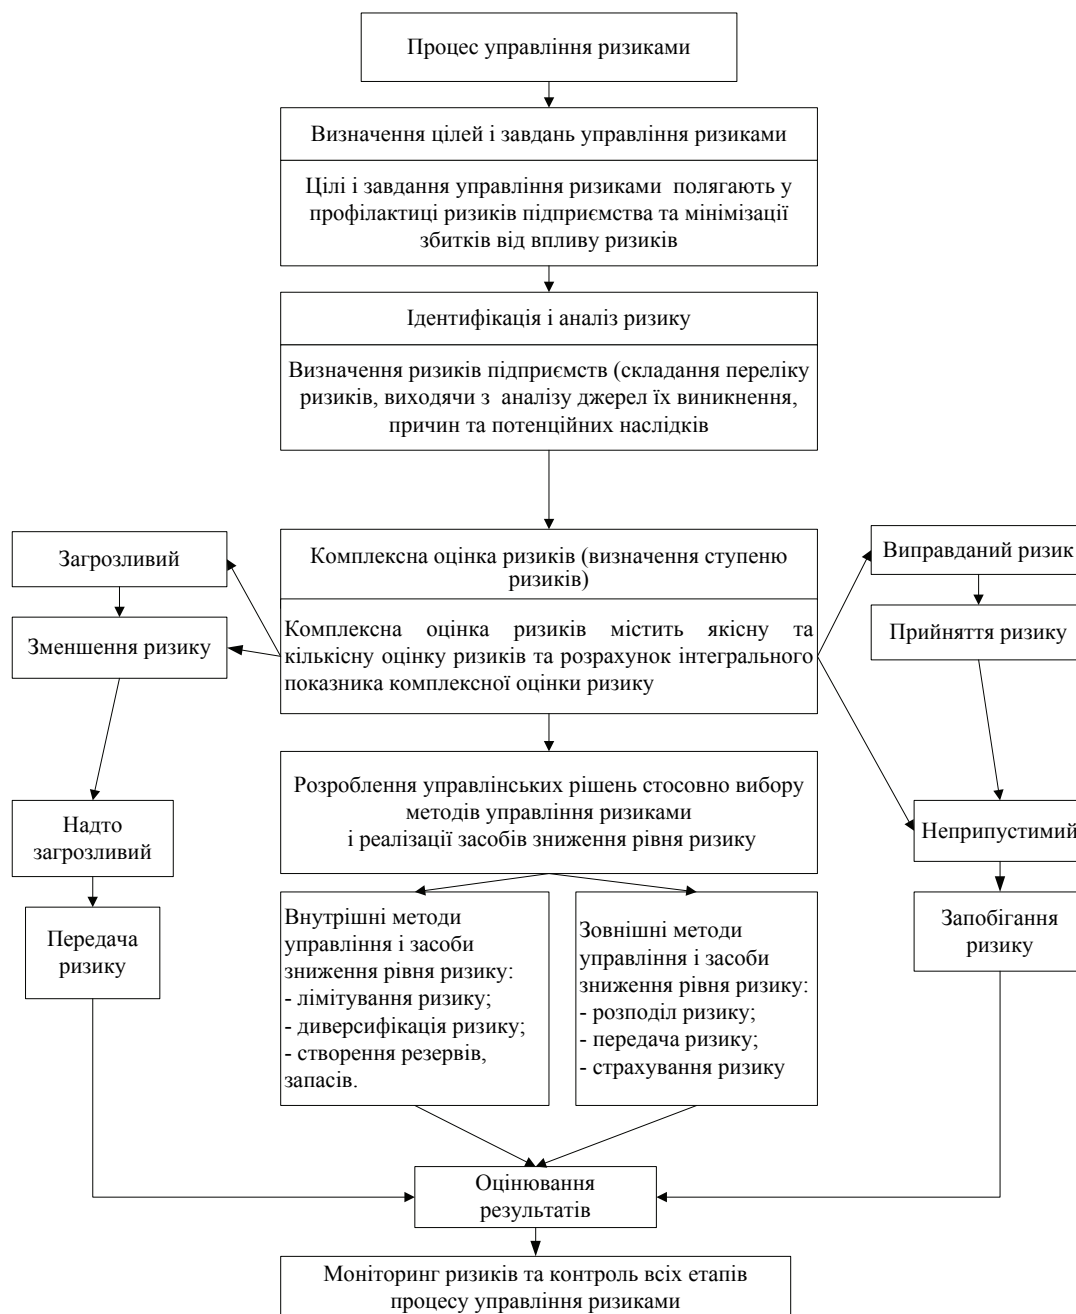 Процес управління ризиками
Визначення цілей і завдань управління ризиками
Цілі і завдання управління ризиками полягають у
профілактиці ризиків підприємства та мінімізації
збитків від впливу ризиків
Ідентифікація і аналіз ризику
Визначення ризиків підприємств (складання переліку
ризиків, виходячи з аналізу джерел їх виникнення,
причин та потенційних наслідків
Загрозливий
Зменшення ризику
Надто
загрозливий
Передача
ризику
Комплексна оцінка ризиків (визначення ступеню
ризиків)
Комплексна оцінка ризиків містить якісну та
кількісну оцінку ризиків та розрахунок інтегрального
показника комплексної оцінки ризику
Виправданий ризик
Прийняття ризику
Неприпустимий
Запобігання
ризику
Розроблення управлінських рішень стосовно вибору
методів управління ризиками
і реалізації засобів зниження рівня ризику
Внутрішні методи
управління і засоби
зниження рівня ризику:
- лімітування ризику;
- диверсифікація ризику;
- створення резервів,
запасів.
Зовнішні методи
управління і засоби
зниження рівня ризику:
- розподіл ризику;
- передача ризику;
- страхування ризику
Оцінювання
результатів
Моніторинг ризиків та контроль всіх етапів
процесу управління ризиками